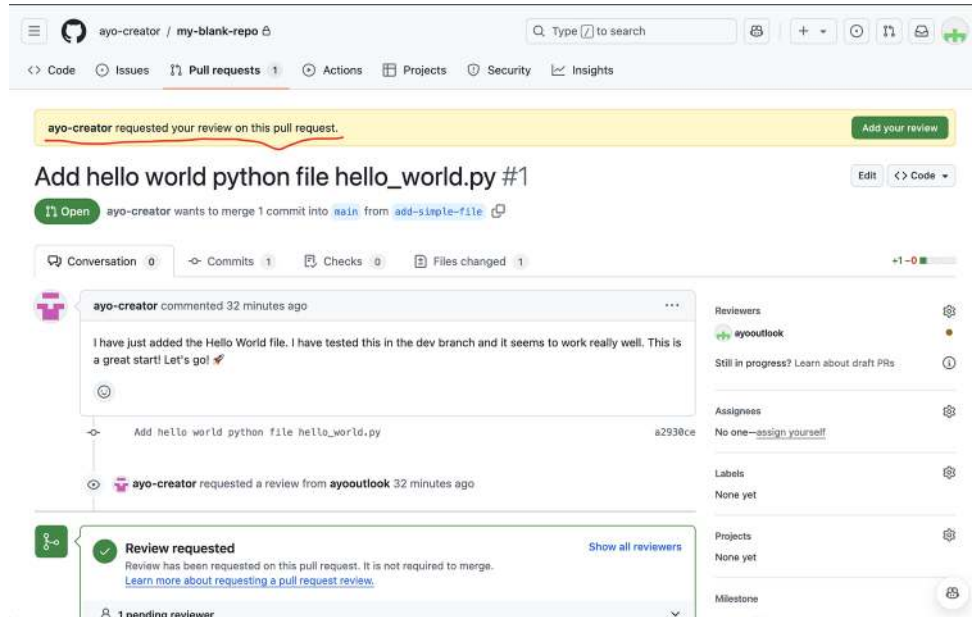 ayo-creator / my-blank-repo
Type / to search
Code Issues Pull requests 1 Actions Projects Security Insights
ayo-creator requested your review on this pull request.
Add your review
Add hello world python file hello_world.py #1
Edit <> Code
Open ayo-creator wants to merge 1 commit into main from add-simple-file
Conversation 0 Commits 1 Checks 0 Files changed 1
+1 −0
ayo-creator commented 32 minutes ago
I have just added the Hello World file. I have tested this in the dev branch and it seems to work really well. This is
a great start! Let's go! 🚀
Add hello world python file hello_world.py
a2930ce
ayo-creator requested a review from ayooutlook 32 minutes ago
Review requested
Show all reviewers
Review has been requested on this pull request. It is not required to merge.
Learn more about requesting a pull request review.
1 pending reviewer
Reviewers
ayooutlook
Still in progress? Learn about draft PRs
Assignees
No one—assign yourself
Labels
None yet
Projects
None yet
Milestone